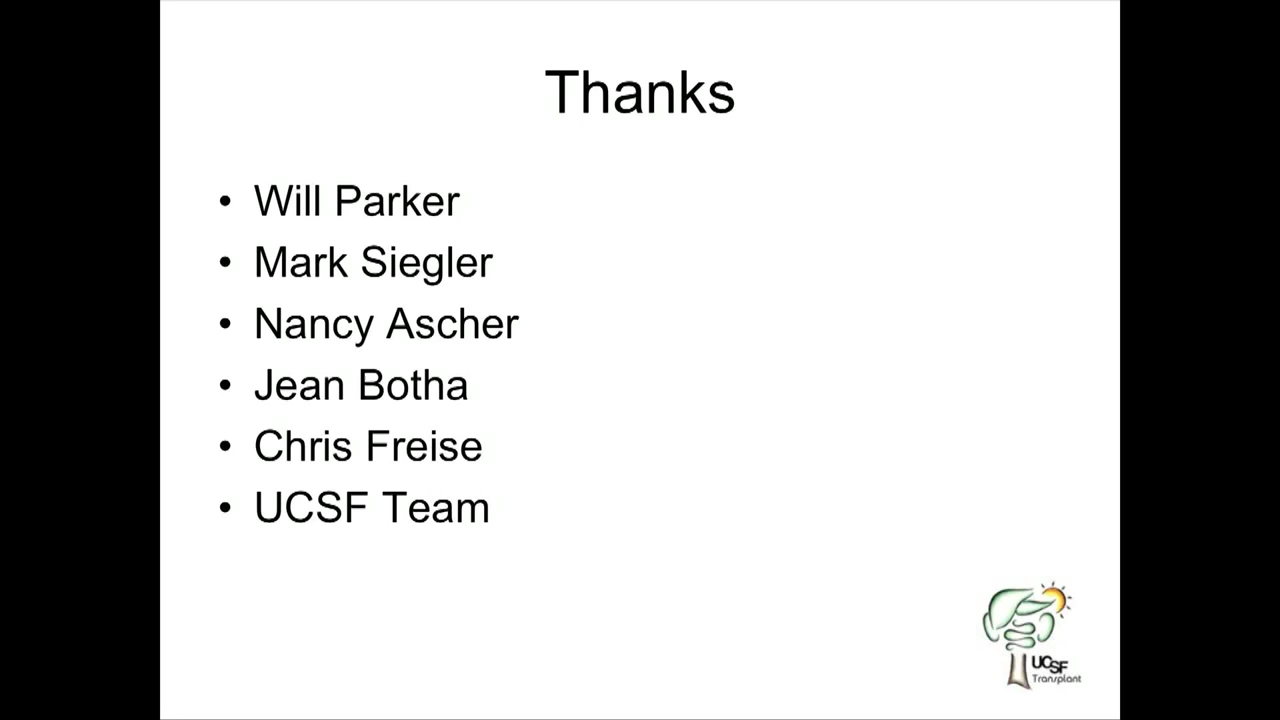 Thanks
• Will Parker
• Mark Siegler
• Nancy Ascher
• Jean Botha
• Chris Freise
• UCSF Team
UCSF
Transplant